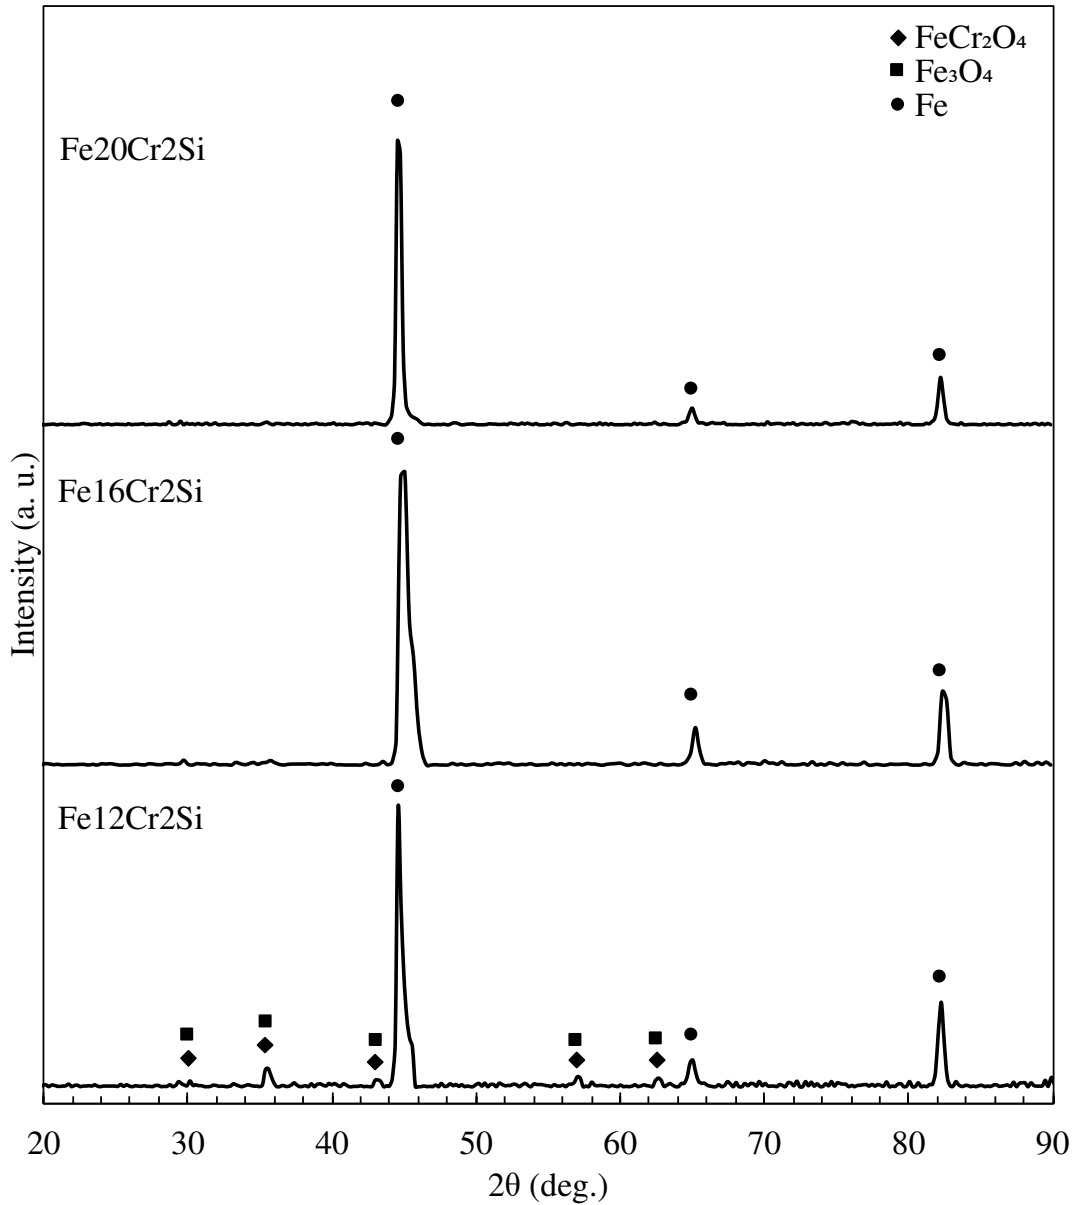 FeCr₂O₄
Fe₃O₄
Fe
Fe20Cr2Si
Fe16Cr2Si
Fe12Cr2Si
Intensity (a. u.)
20 30 40 50 60 70 80 90
2θ (deg.)